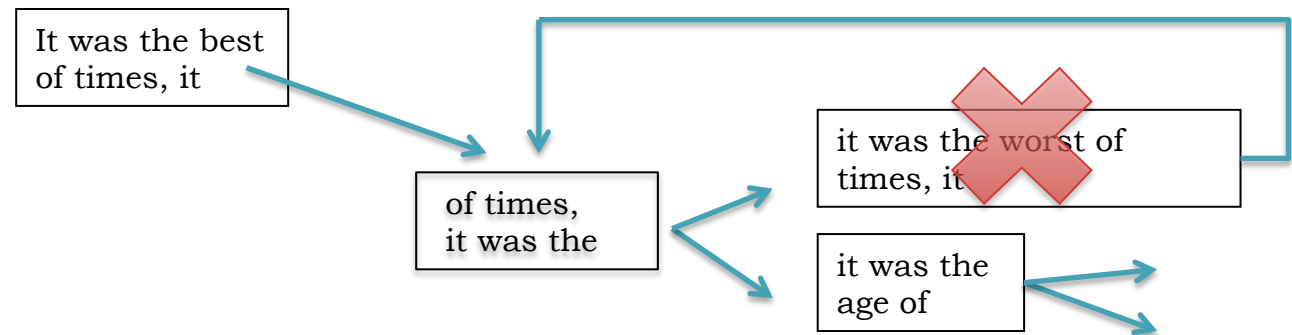 It was the best
of times, it
of times,
it was the
it was the worst of
times, it
it was the
age of